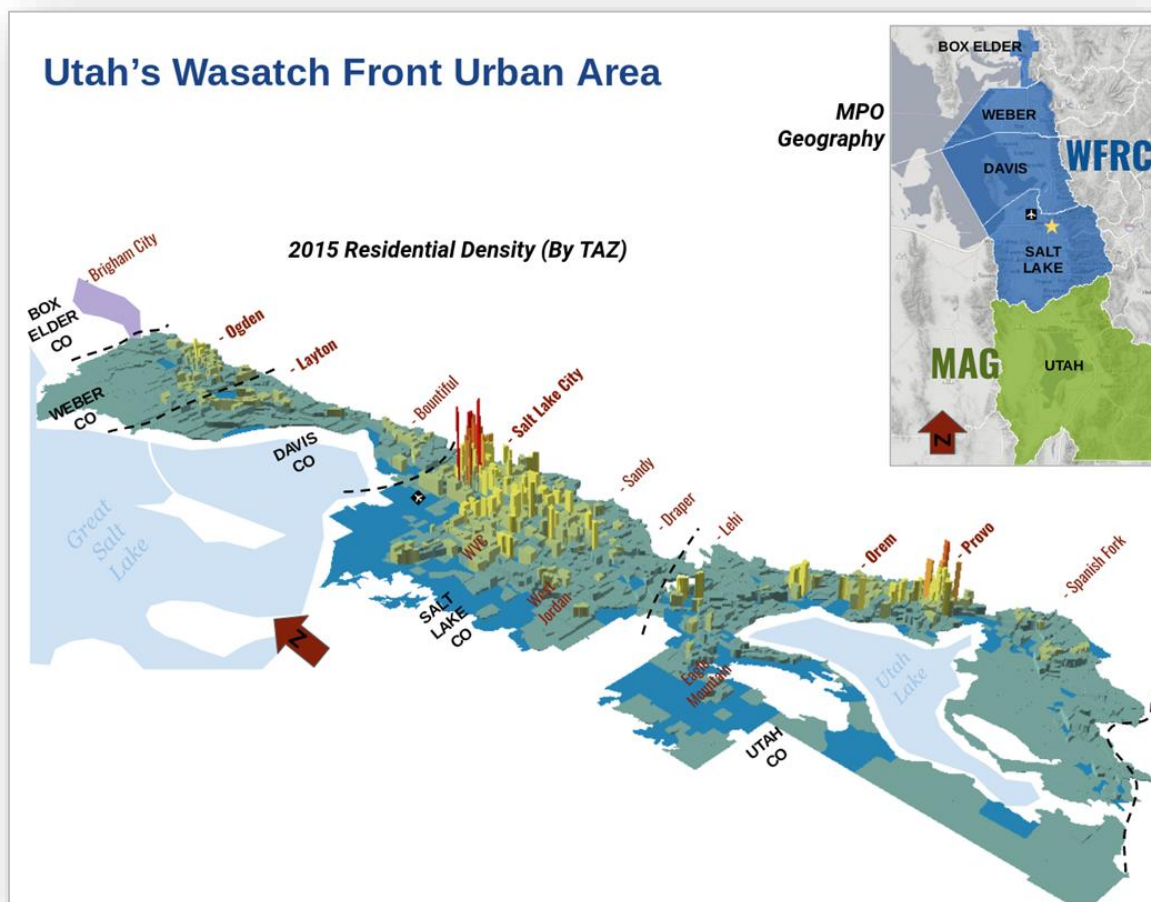 Utah's Wasatch Front Urban Area
MPO
Geography
BOX ELDER
WEBER
WFRC
DAVIS
SALT
LAKE
MAG
UTAH
N
2015 Residential Density (By TAZ)
- Brigham City
BOX
ELDER
CO
- Ogden
- Layton
WEBER
CO
- Bountiful
- Salt Lake City
DAVIS
CO
- Sandy
- Draper
- Lehi
Great
Salt
Lake
WVC
West
Jordan
SALT
LAKE
CO
N
- Orem
- Provo
- Spanish Fork
Eagle
Mountain
Utah
Lake
UTAH
CO